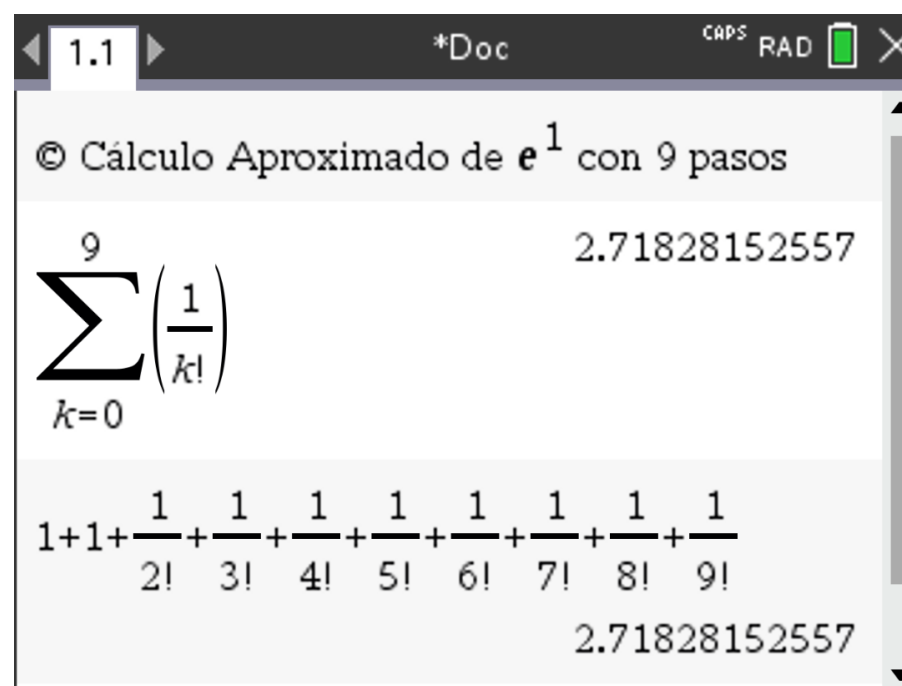 1.1 *Doc CAPS RAD
© Cálculo Aproximado de e^1 con 9 pasos
9
∑ (1/k!) 2.71828152557
k=0
1+1+1/2!+1/3!+1/4!+1/5!+1/6!+1/7!+1/8!+1/9!
2.71828152557